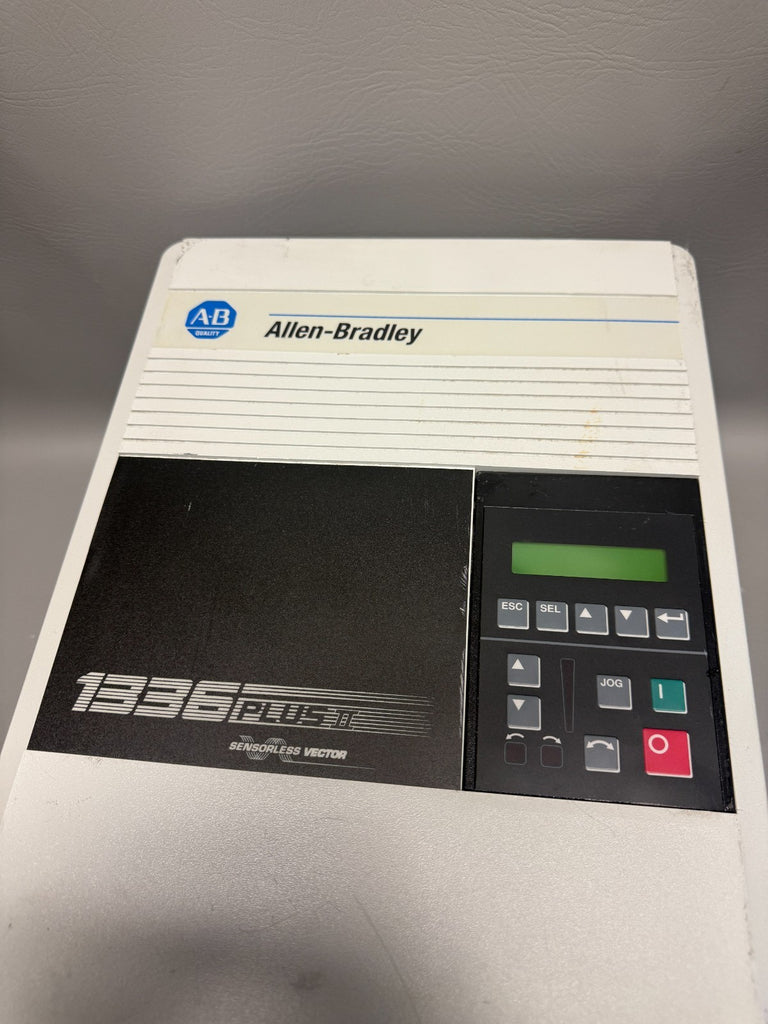 A-B
QUALITY
Allen-Bradley
ESC SEL
1336 PLUS II
JOG
I
O
SENSORLESS VECTOR